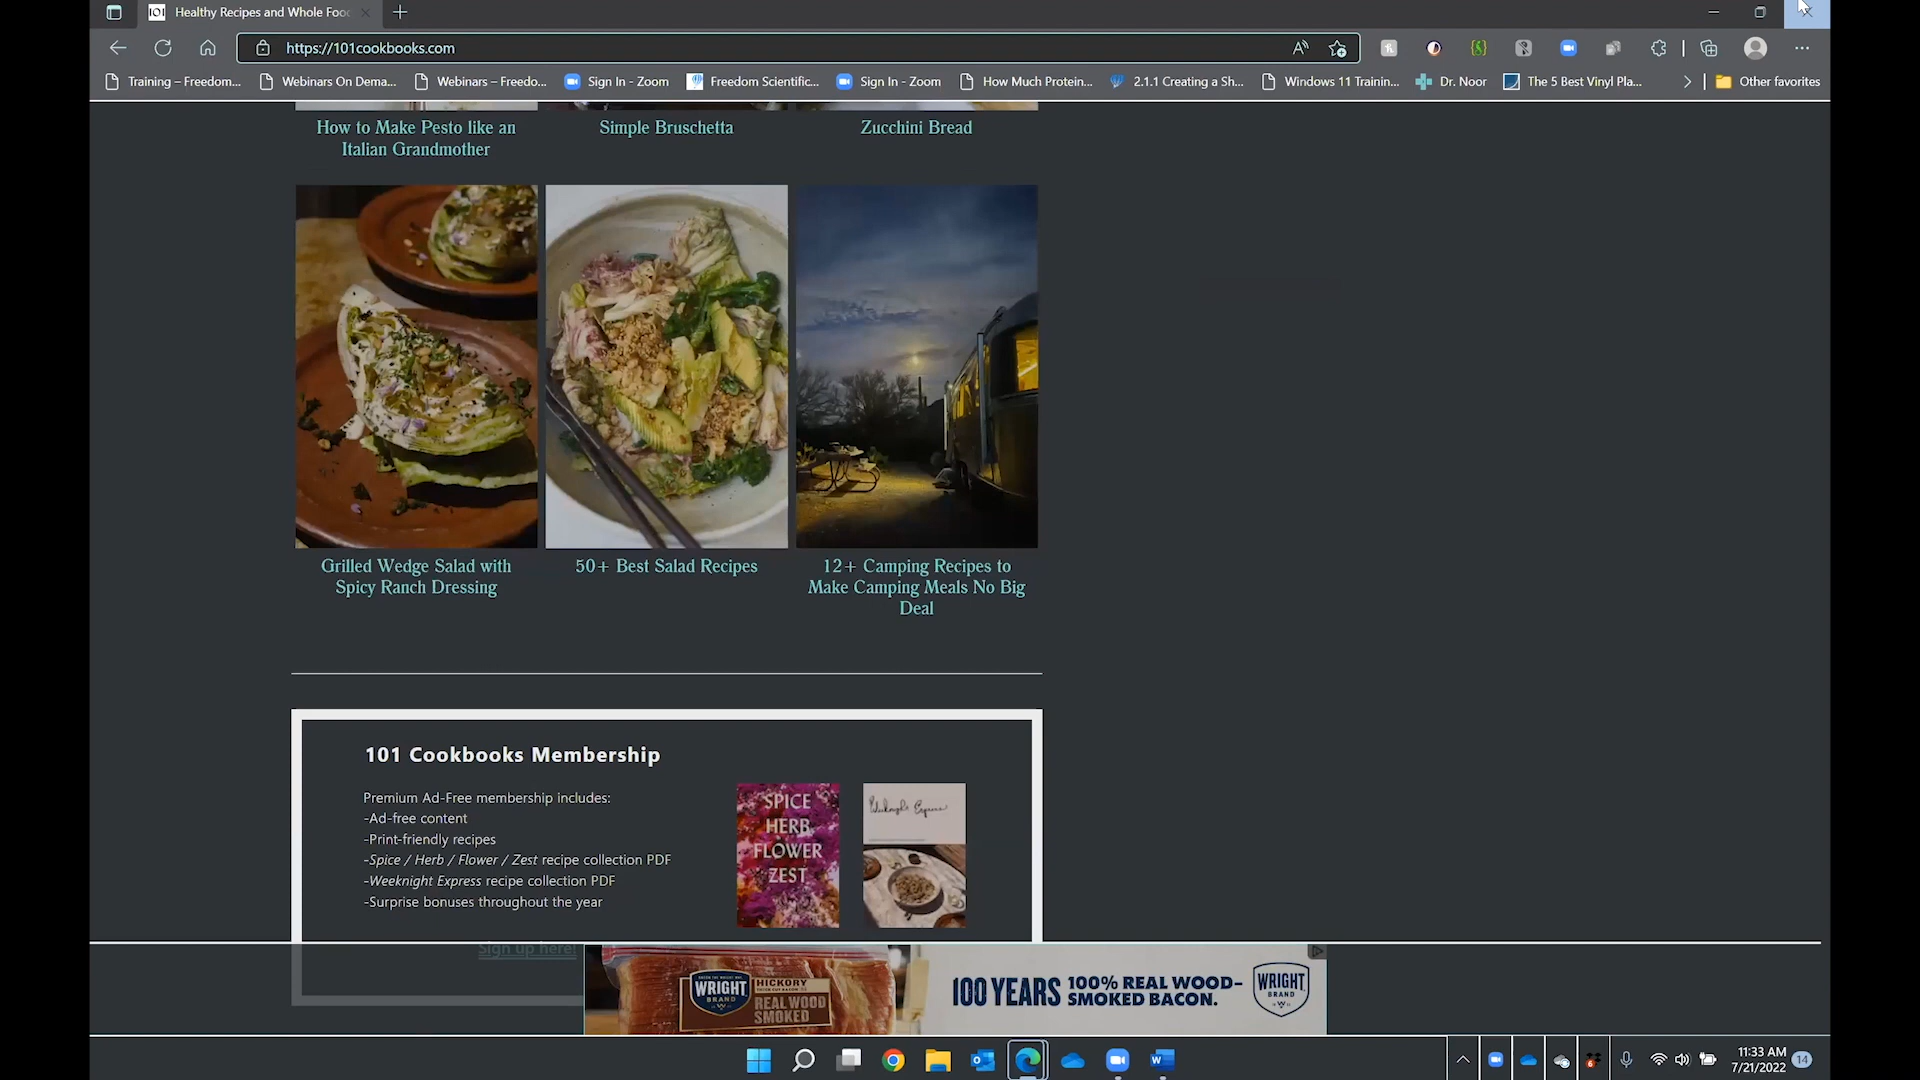 Healthy Recipes and Whole Foo
https://101cookbooks.com
Training – Freedom...
Webinars On Dema...
Webinars – Freedo...
Sign In - Zoom
Freedom Scientific...
Sign In - Zoom
How Much Protein...
2.1.1 Creating a Sh...
Windows 11 Trainin...
Dr. Noor
The 5 Best Vinyl Pla...
Other favorites
How to Make Pesto like an
Italian Grandmother
Simple Bruschetta
Zucchini Bread
Grilled Wedge Salad with
Spicy Ranch Dressing
50+ Best Salad Recipes
12+ Camping Recipes to
Make Camping Meals No Big
Deal
101 Cookbooks Membership
Premium Ad-Free membership includes:
-Ad-free content
-Print-friendly recipes
-Spice / Herb / Flower / Zest recipe collection PDF
-Weeknight Express recipe collection PDF
-Surprise bonuses throughout the year
SPICE
HERB
FLOWER
ZEST
Weeknight Express
Sign up here!
WRIGHT
BRAND
HICKORY
REAL WOOD
SMOKED
100 YEARS
100% REAL WOOD-
SMOKED BACON.
WRIGHT
BRAND
11:33 AM
7/21/2022
14